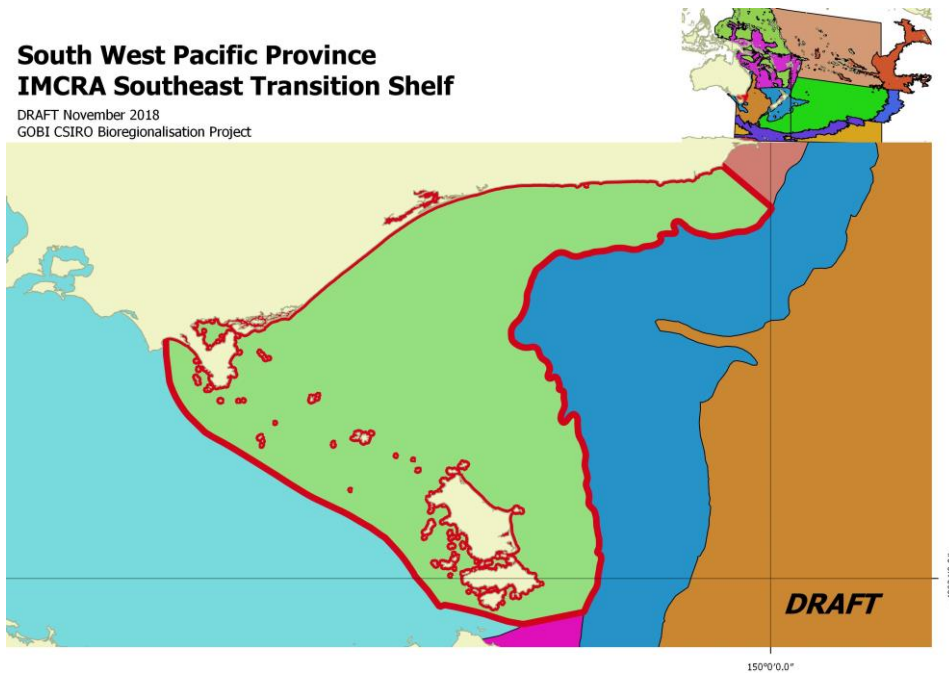 South West Pacific Province
IMCRA Southeast Transition Shelf
DRAFT November 2018
GOBI CSIRO Bioregionalisation Project
DRAFT
150°0'0.0"